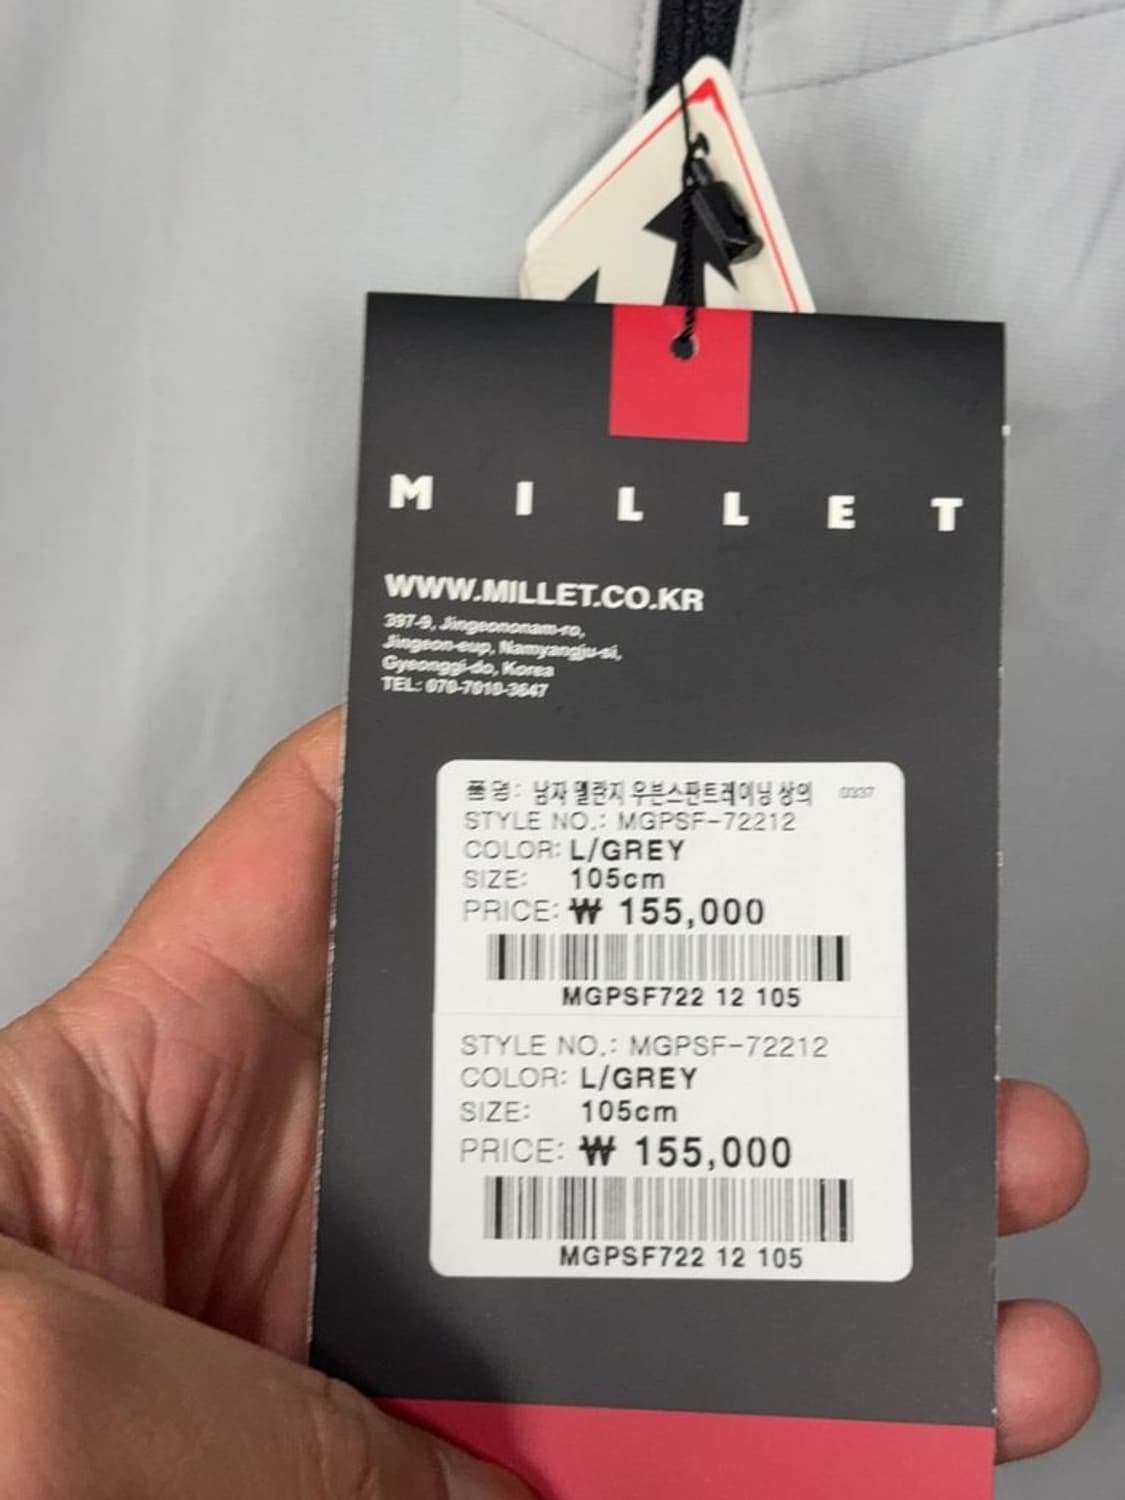 MILLET
WWW.MILLET.CO.KR
397-9, Jingeononam-ro,
Jingeon-eup, Namyangju-si,
Gyeonggi-do, Korea
TEL: 070-7010-3647
품명: 남자 멜란지 우븐스판트레이닝 상의 0337
STYLE NO.: MGPSF-72212
COLOR: L/GREY
SIZE: 105cm
PRICE: ₩ 155,000
MGPSF722 12 105
STYLE NO.: MGPSF-72212
COLOR: L/GREY
SIZE: 105cm
PRICE: ₩ 155,000
MGPSF722 12 105